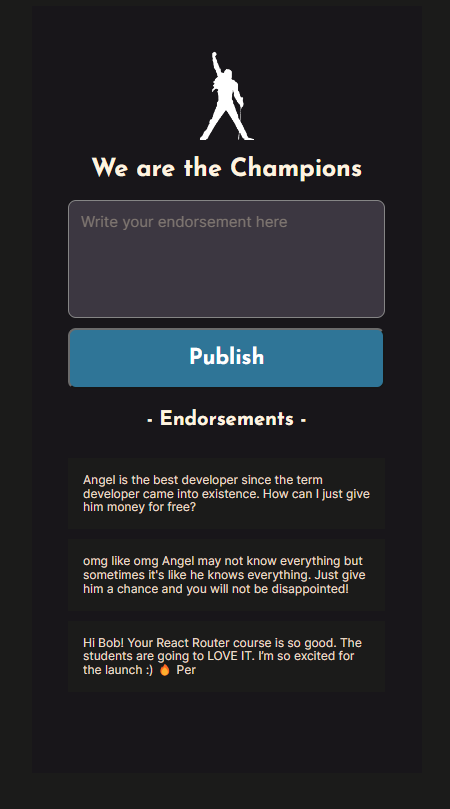 We are the Champions
Write your endorsement here
Publish
- Endorsements -
Angel is the best developer since the term
developer came into existence. How can I just give
him money for free?
omg like omg Angel may not know everything but
sometimes it's like he knows everything. Just give
him a chance and you will not be disappointed!
Hi Bob! Your React Router course is so good. The
students are going to LOVE IT. I'm so excited for
the launch :) 🔥 Per